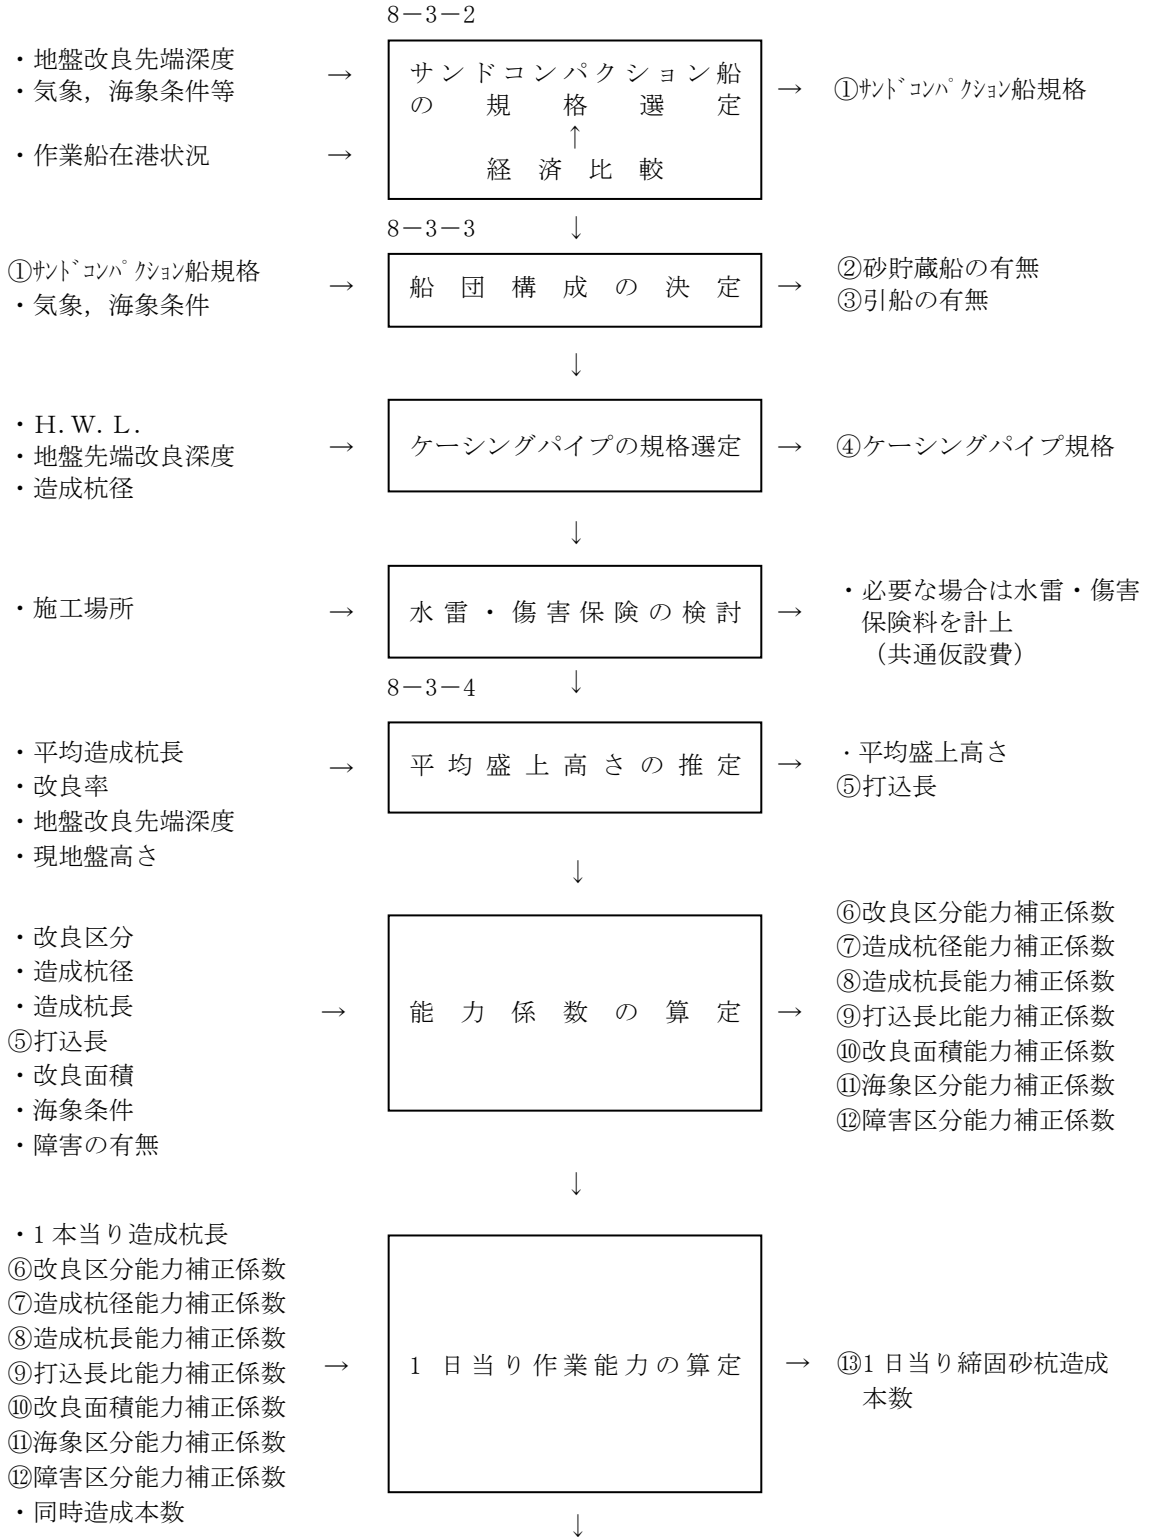 8－3－2
・地盤改良先端深度
・気象，海象条件等
・作業船在港状況
→
→
サンドコンパクション船
の規格選定
↑
経済比較
→
①ｻﾝﾄﾞｺﾝﾊﾟｸｼｮﾝ船規格
↓
8－3－3
①ｻﾝﾄﾞｺﾝﾊﾟｸｼｮﾝ船規格
・気象，海象条件
→
船団構成の決定
→
②砂貯蔵船の有無
③引船の有無
↓
・H.W.L.
・地盤先端改良深度
・造成杭径
→
ケーシングパイプの規格選定
→
④ケーシングパイプ規格
↓
・施工場所
→
水雷・傷害保険の検討
→
・必要な場合は水雷・傷害
保険料を計上
（共通仮設費）
↓
8－3－4
・平均造成杭長
・改良率
・地盤改良先端深度
・現地盤高さ
→
平均盛上高さの推定
→
・平均盛上高さ
⑤打込長
↓
・改良区分
・造成杭径
・造成杭長
⑤打込長
・改良面積
・海象条件
・障害の有無
→
能力係数の算定
→
⑥改良区分能力補正係数
⑦造成杭径能力補正係数
⑧造成杭長能力補正係数
⑨打込長比能力補正係数
⑩改良面積能力補正係数
⑪海象区分能力補正係数
⑫障害区分能力補正係数
↓
・1本当り造成杭長
⑥改良区分能力補正係数
⑦造成杭径能力補正係数
⑧造成杭長能力補正係数
⑨打込長比能力補正係数
⑩改良面積能力補正係数
⑪海象区分能力補正係数
⑫障害区分能力補正係数
・同時造成本数
→
1日当り作業能力の算定
→
⑬1日当り締固砂杭造成
本数
↓